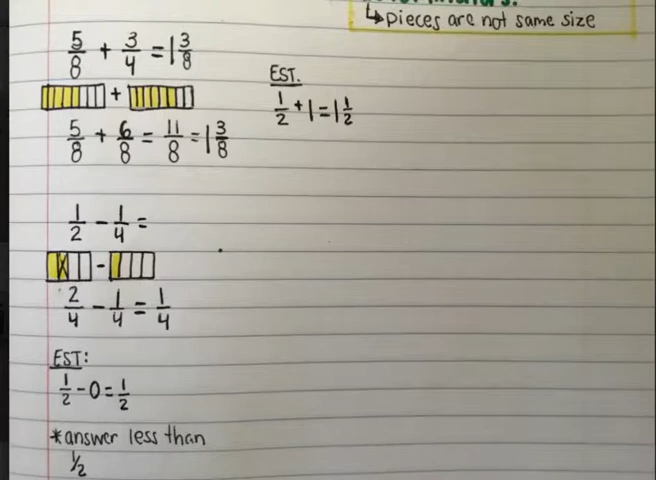 ↳pieces are not same size
5/8 + 3/4 = 1 3/8
EST.
1/2 + 1 = 1 1/2
+
5/8 + 6/8 = 11/8 = 1 3/8
1/2 - 1/4 =
-
2/4 - 1/4 = 1/4
EST:
1/2 - 0 = 1/2
*answer less than
1/2